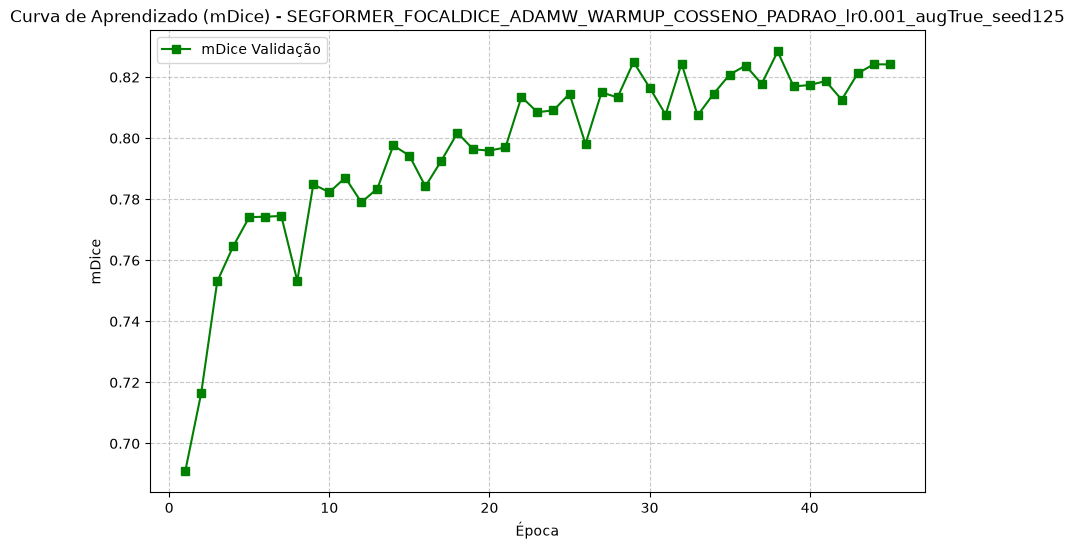 Curva de Aprendizado (mDice) - SEGFORMER_FOCALDICE_ADAMW_WARMUP_COSSENO_PADRAO_lr0.001_augTrue_seed125
mDice Validação
0.82
0.80
0.78
0.76
0.74
0.72
0.70
mDice
0 10 20 30 40
Época